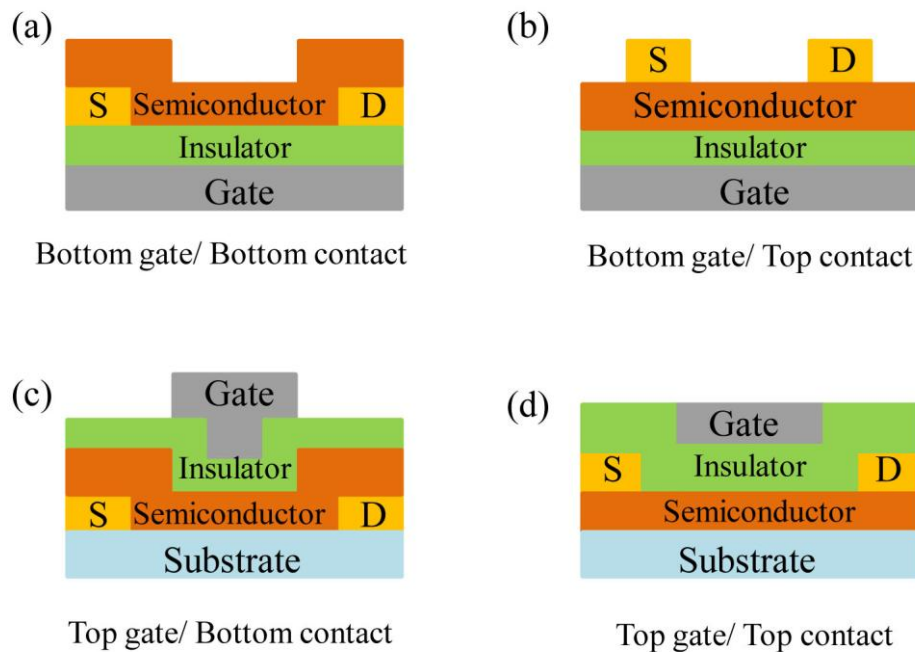 (a)
S Semiconductor D
Insulator
Gate
Bottom gate/ Bottom contact
(b)
S D
Semiconductor
Insulator
Gate
Bottom gate/ Top contact
(c)
Gate
Insulator
S Semiconductor D
Substrate
Top gate/ Bottom contact
(d)
Gate
S Insulator D
Semiconductor
Substrate
Top gate/ Top contact